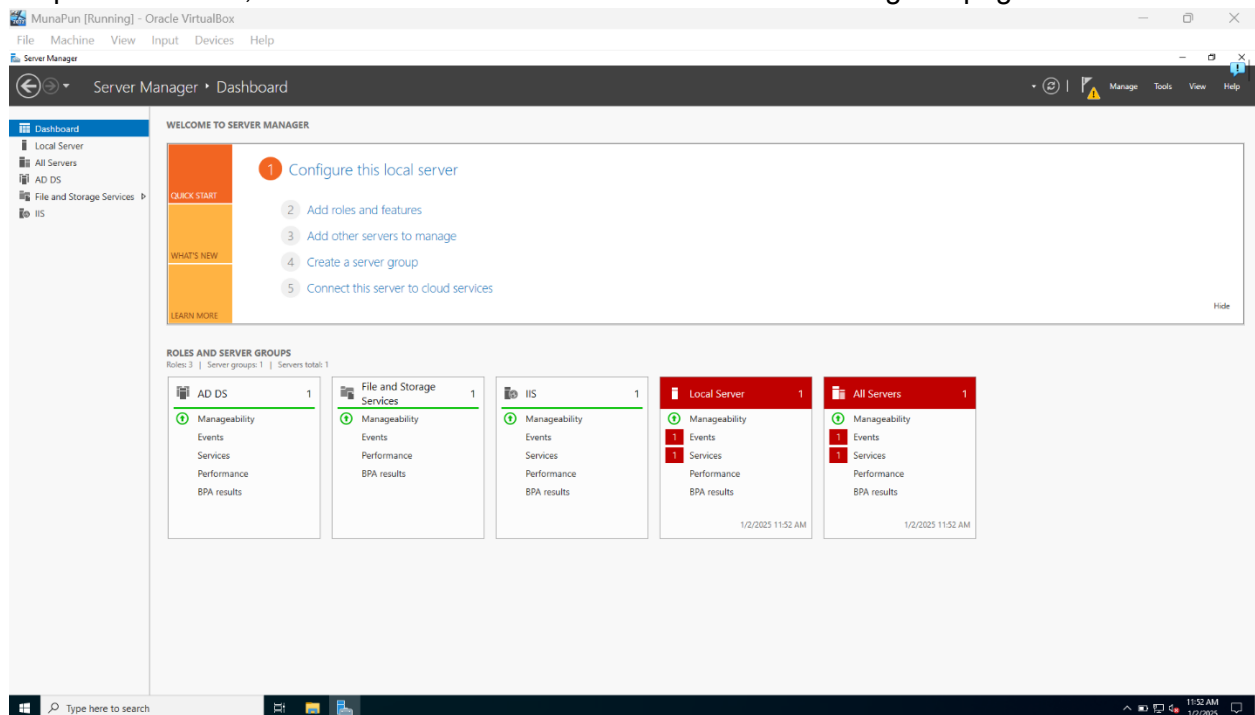 MunaPun [Running] - Oracle VirtualBox
File Machine View Input Devices Help
Server Manager
Server Manager • Dashboard
Manage Tools View Help
Dashboard
Local Server
All Servers
AD DS
File and Storage Services
IIS
WELCOME TO SERVER MANAGER
QUICK START
WHAT'S NEW
LEARN MORE
1 Configure this local server
2 Add roles and features
3 Add other servers to manage
4 Create a server group
5 Connect this server to cloud services
Hide
ROLES AND SERVER GROUPS
Roles: 3 | Server groups: 1 | Servers total: 1
AD DS 1
Manageability
Events
Services
Performance
BPA results
File and Storage
Services 1
Manageability
Events
Performance
BPA results
IIS 1
Manageability
Events
Services
Performance
BPA results
Local Server 1
Manageability
1 Events
1 Services
Performance
BPA results
1/2/2025 11:52 AM
All Servers 1
Manageability
1 Events
1 Services
Performance
BPA results
1/2/2025 11:52 AM
Type here to search
11:52 AM
1/2/2025